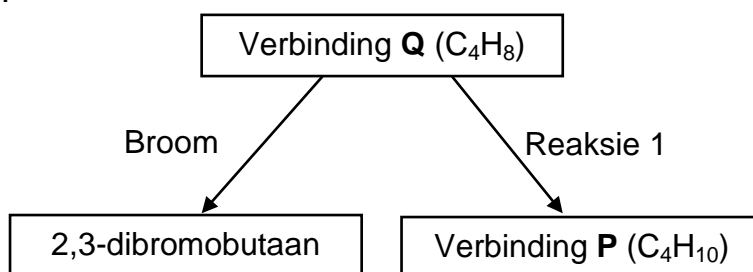 Verbinding Q (C₄H₈)
Broom
Reaksie 1
2,3-dibromobutaan
Verbinding P (C₄H₁₀)